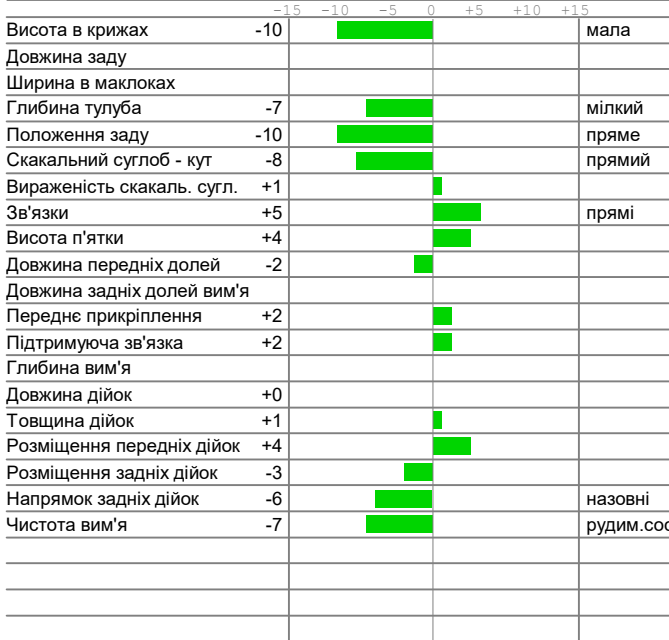 -15 -10 -5 0 +5 +10 +15
Висота в крижах -10 мала
Довжина заду
Ширина в маклоках
Глибина тулуба -7 мілкий
Положення заду -10 пряме
Скакальний суглоб - кут -8 прямий
Вираженість скакаль. сугл. +1
Зв'язки +5 прямі
Висота п'ятки +4
Довжина передніх долей -2
Довжина задніх долей вим'я
Переднє прикріплення +2
Підтримуюча зв'язка +2
Глибина вим'я
Довжина дійок +0
Товщина дійок +1
Розміщення передніх дійок +4
Розміщення задніх дійок -3
Напрямок задніх дійок -6 назовні
Чистота вим'я -7 рудим.сос